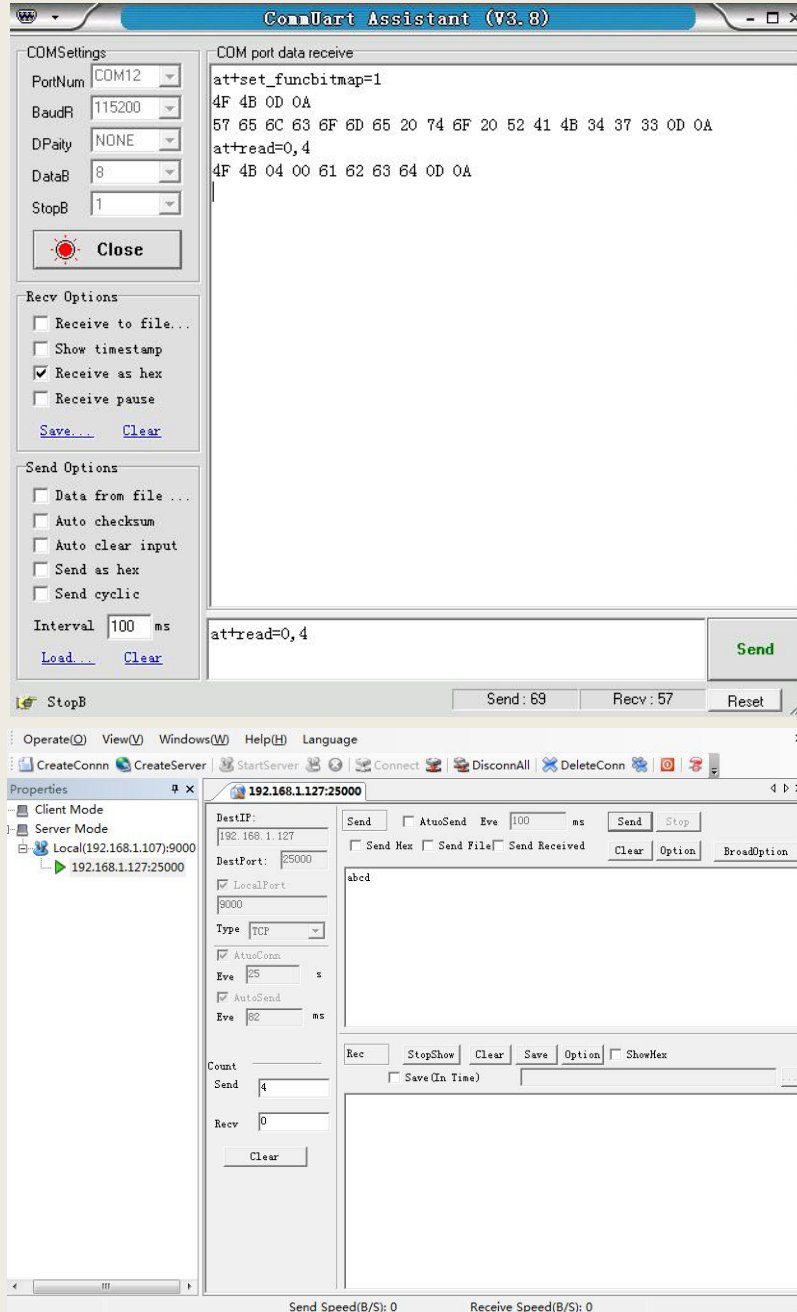 CommUart Assistant (V3.8)
COMSettings
PortNum COM12
BaudR 115200
DPaity NONE
DataB 8
StopB 1
Close
Recv Options
Receive to file...
Show timestamp
Receive as hex
Receive pause
Save... Clear
Send Options
Data from file ...
Auto checksum
Auto clear input
Send as hex
Send cyclic
Interval 100 ms
Load... Clear
COM port data receive
at+set_funcbitmap=1
4F 4B 0D 0A
57 65 6C 63 6F 6D 65 20 74 6F 20 52 41 4B 34 37 33 0D 0A
at+read=0,4
4F 4B 04 00 61 62 63 64 0D 0A
at+read=0,4
Send
StopB
Send : 69
Recv : 57
Reset
Operate(O) View(V) Windows(W) Help(H) Language
CreateConnn CreateServer StartServer Connect DisconnAll DeleteConn
Properties
Client Mode
Server Mode
Local(192.168.1.107):9000
192.168.1.127:25000
192.168.1.127:25000
DestIP:
192.168.1.127
DestPort: 25000
LocalPort
9000
Type TCP
AtuoConn
Eve 25 s
AutoSend
Eve 82 ms
Count
Send 4
Recv 0
Clear
Send AtuoSend Eve 100 ms Send Stop
Send Hex Send File Send Received Clear Option BroadOption
abcd
Rec StopShow Clear Save Option ShowHex
Save(In Time) ...
Send Speed(B/S): 0 Receive Speed(B/S): 0